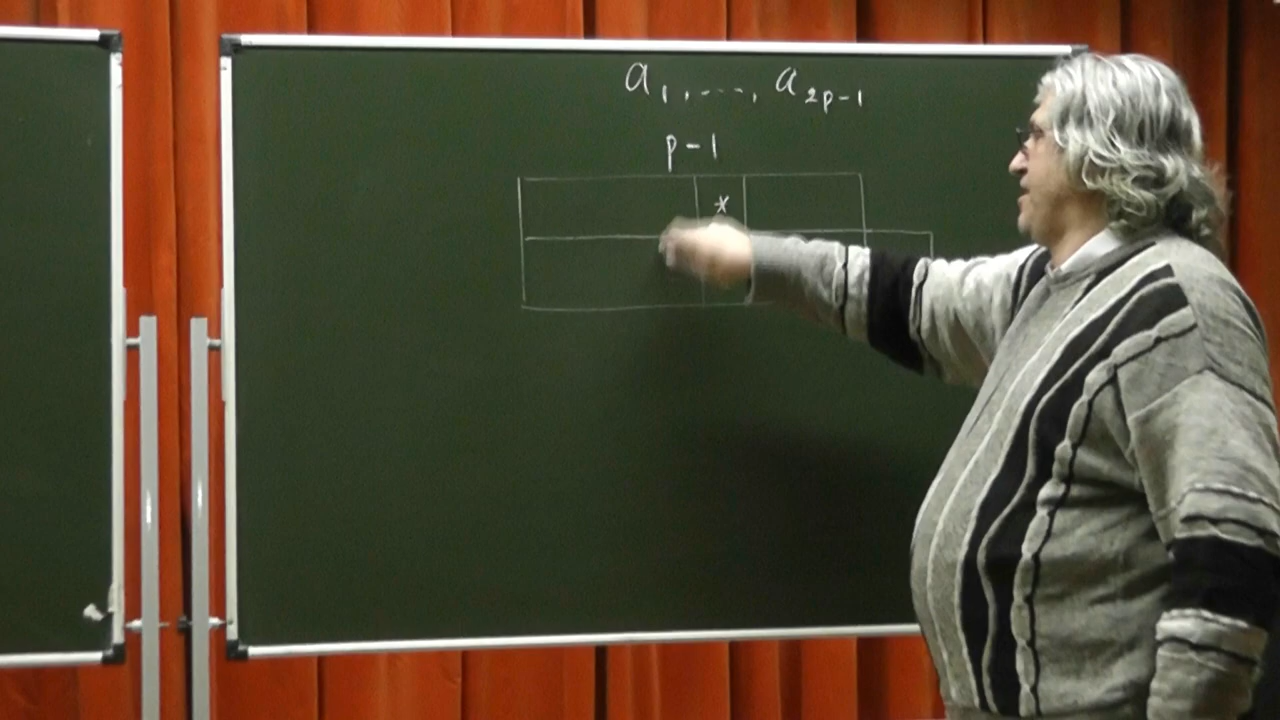 a₁, ..., a₂ₚ₋₁
p-1
*